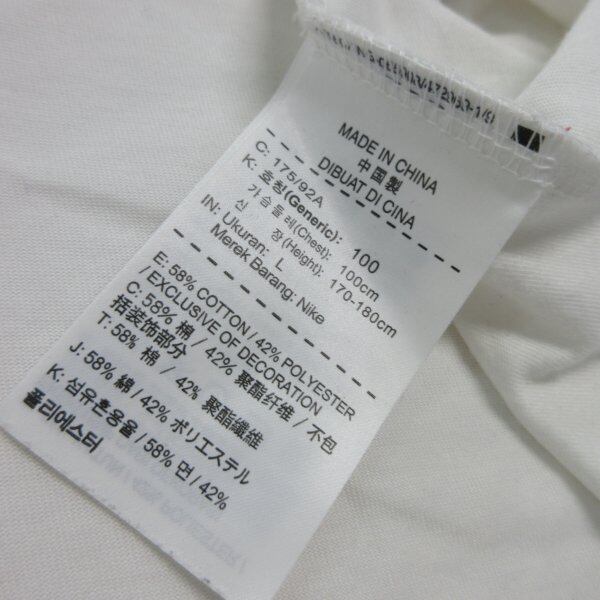 MADE IN CHINA
中国製
DIBUAT DI CINA
C: 175/92A
K: 호칭(Generic): 100
가슴둘레(Chest): 100cm
신 장(Height): 170-180cm
IN: Ukuran: L
Merek Barang: Nike
E: 58% COTTON / 42% POLYESTER
/ EXCLUSIVE OF DECORATION
C: 58% 棉 / 42% 聚酯纤维 / 不包
括装饰部分
T: 58% 棉 / 42% 聚酯纖維
J: 58% 綿 / 42% ポリエステル
K: 섬유혼용율 / 58% 면 / 42%
폴리에스터